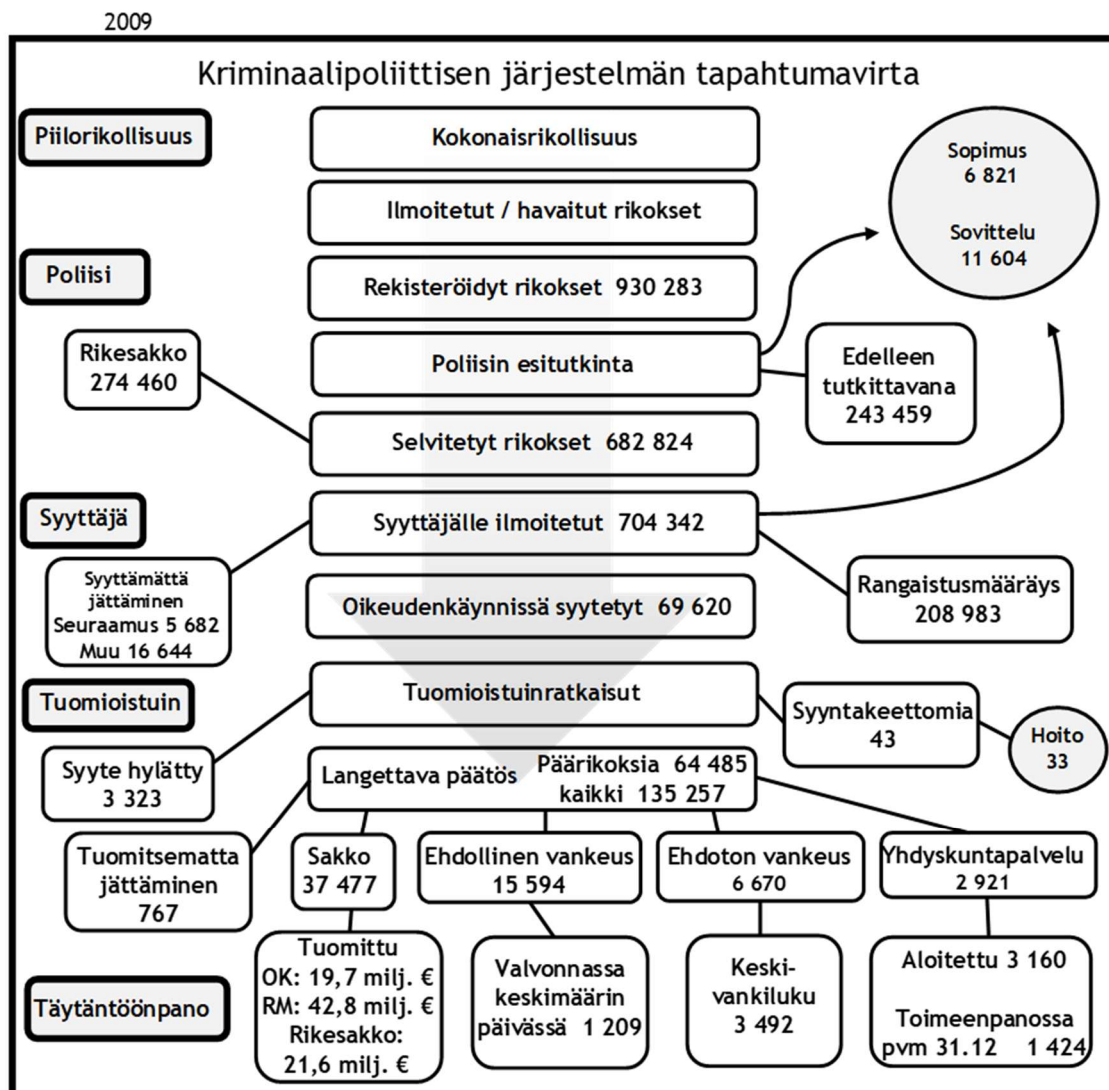 2009
Kriminaalipoliittisen järjestelmän tapahtumavirta
Piilorikollisuus
Kokonaisrikollisuus
Sopimus
6 821
Sovittelu
11 604
Ilmoitetut / havaitut rikokset
Poliisi
Rekisteröidyt rikokset 930 283
Rikesakko
274 460
Poliisin esitutkinta
Edelleen
tutkittavana
243 459
Selvitetyt rikokset 682 824
Syyttäjä
Syyttäjälle ilmoitetut 704 342
Syyttämättä
jättäminen
Seuraamus 5 682
Muu 16 644
Rangaistusmääräys
208 983
Oikeudenkäynnissä syytetyt 69 620
Tuomioistuin
Tuomioistuinratkaisut
Syyntakeettomia
43
Hoito
33
Syyte hylätty
3 323
Langettava päätös
Päärikoksia 64 485
kaikki 135 257
Tuomitsematta
jättäminen
767
Sakko
37 477
Ehdollinen vankeus
15 594
Ehdoton vankeus
6 670
Yhdyskuntapalvelu
2 921
Täytäntöönpano
Tuomittu
OK: 19,7 milj. €
RM: 42,8 milj. €
Rikesakko:
21,6 milj. €
Valvonnassa
keskimäärin
päivässä 1 209
Keski-
vankiluku
3 492
Aloitettu 3 160
Toimeenpanossa
pvm 31.12 1 424